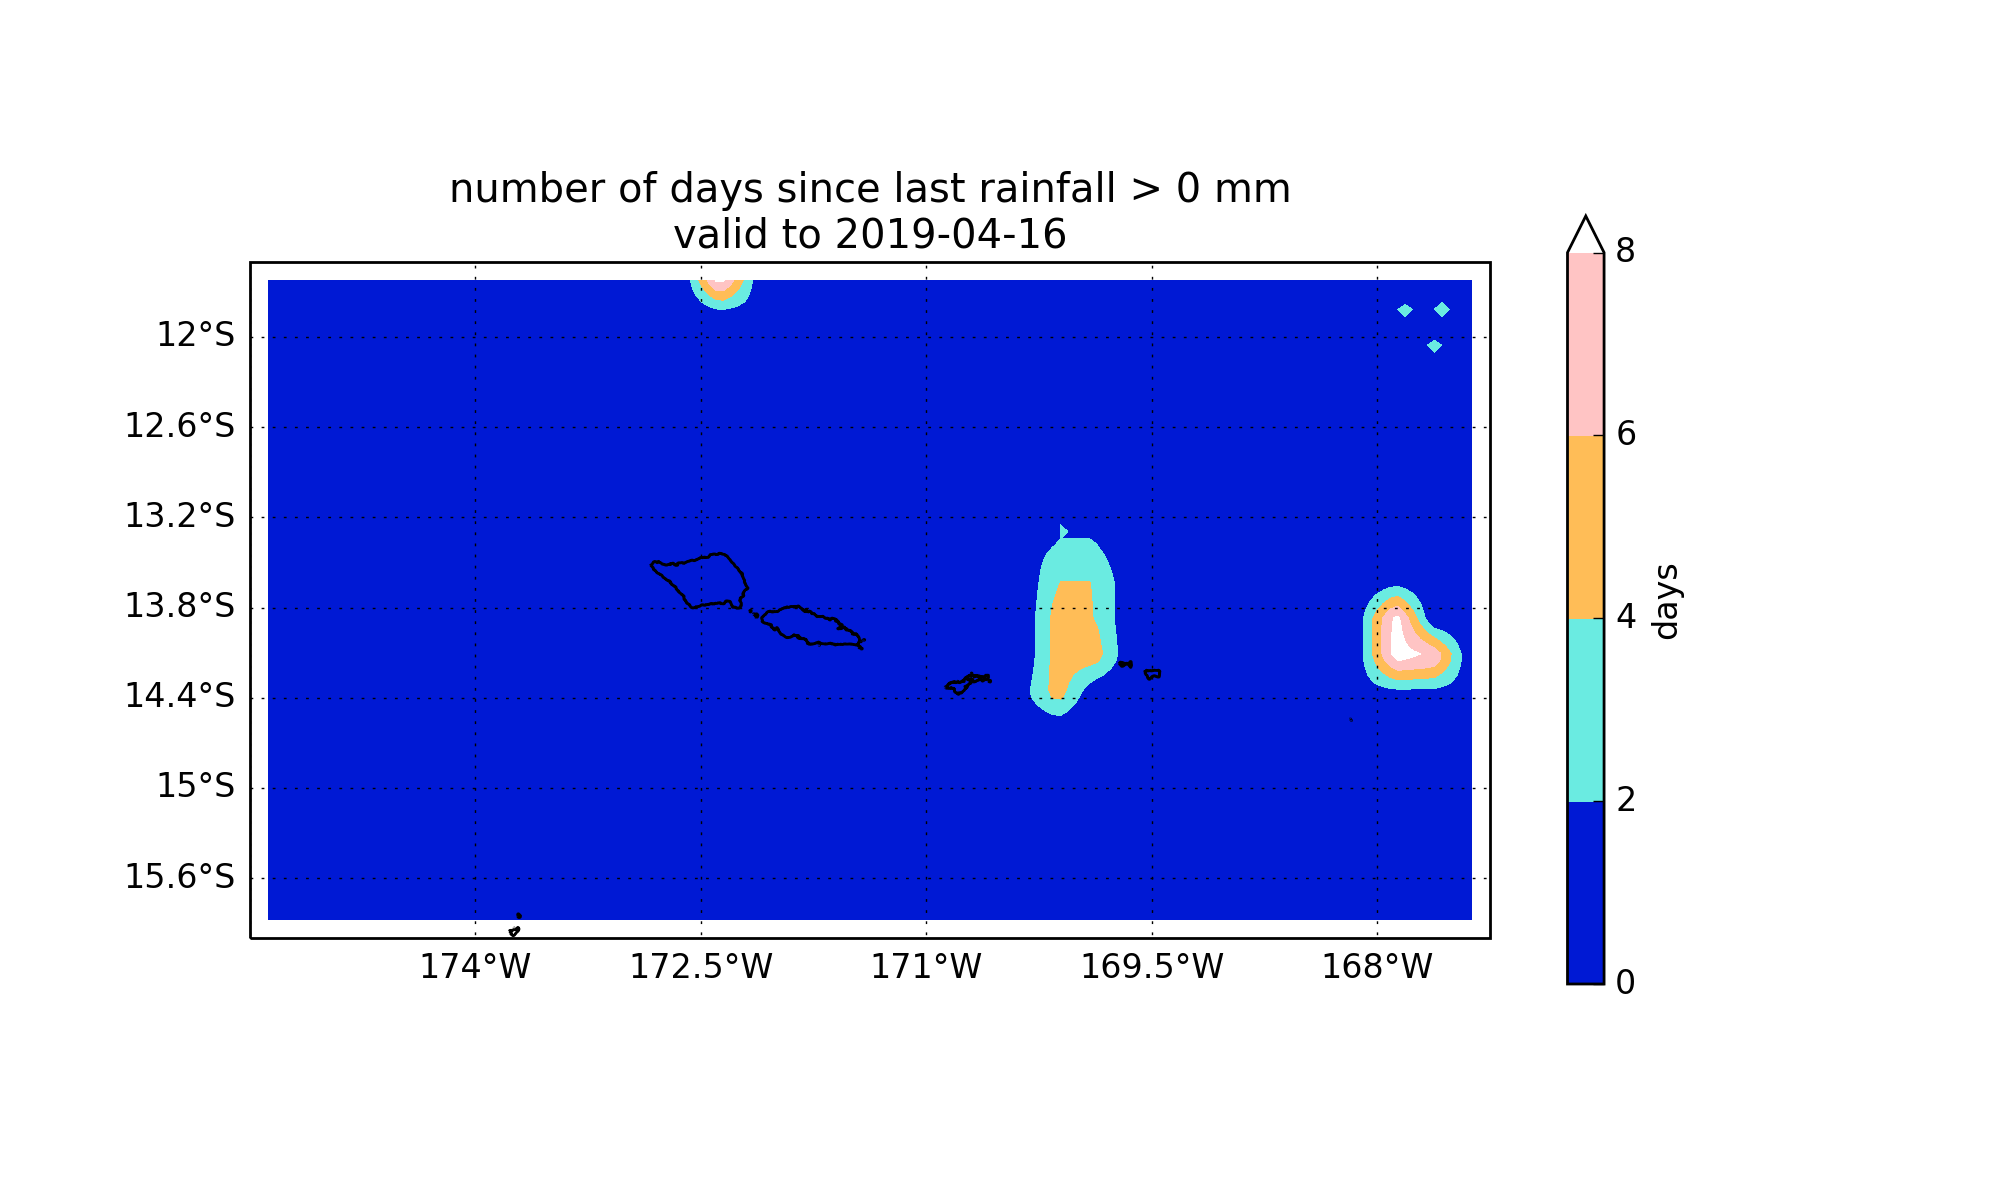 number of days since last rainfall > 0 mm
valid to 2019-04-16
12°S
12.6°S
13.2°S
13.8°S
14.4°S
15°S
15.6°S
174°W
172.5°W
171°W
169.5°W
168°W
8
6
4
2
0
days